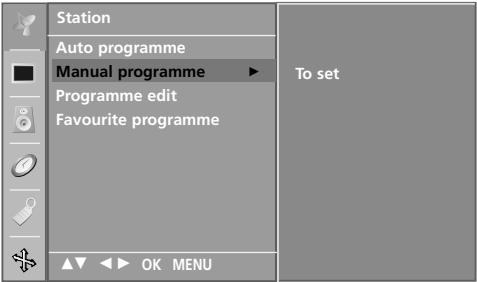 Station
Auto programme
Manual programme ►
To set
Programme edit
Favourite programme
▲▼ ◄► OK MENU